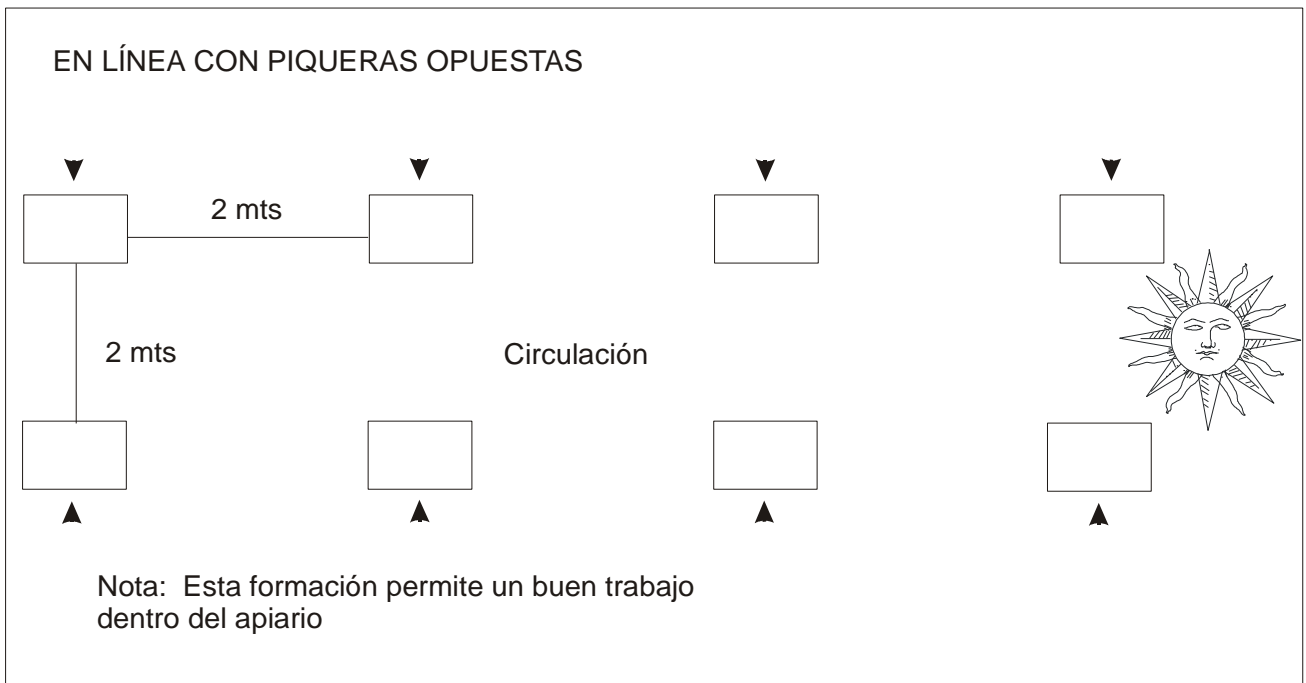 EN LÍNEA CON PIQUERAS OPUESTAS
2 mts
2 mts
Circulación
Nota:  Esta formación permite un buen trabajo
dentro del apiario